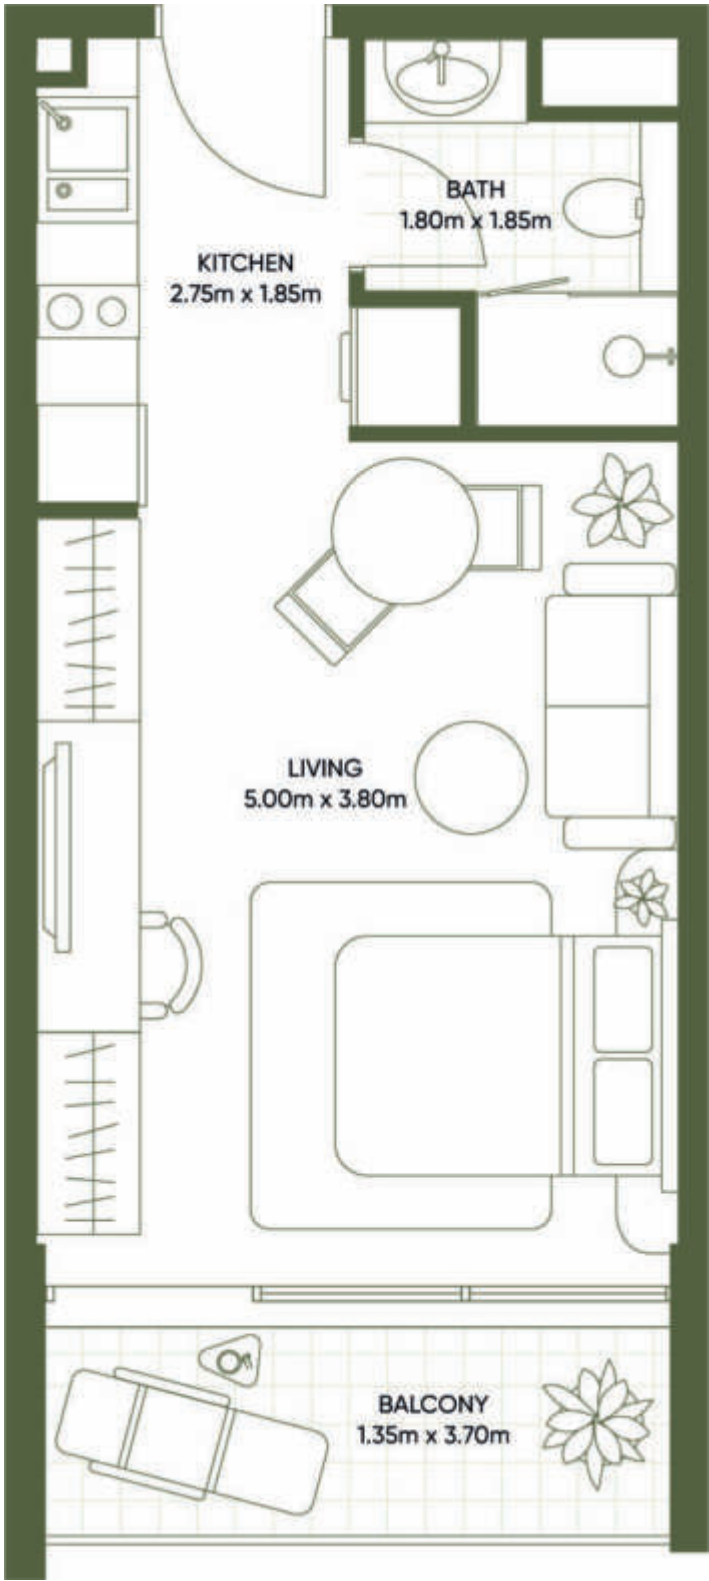 BATH
1.80m x 1.85m
KITCHEN
2.75m x 1.85m
LIVING
5.00m x 3.80m
BALCONY
1.35m x 3.70m